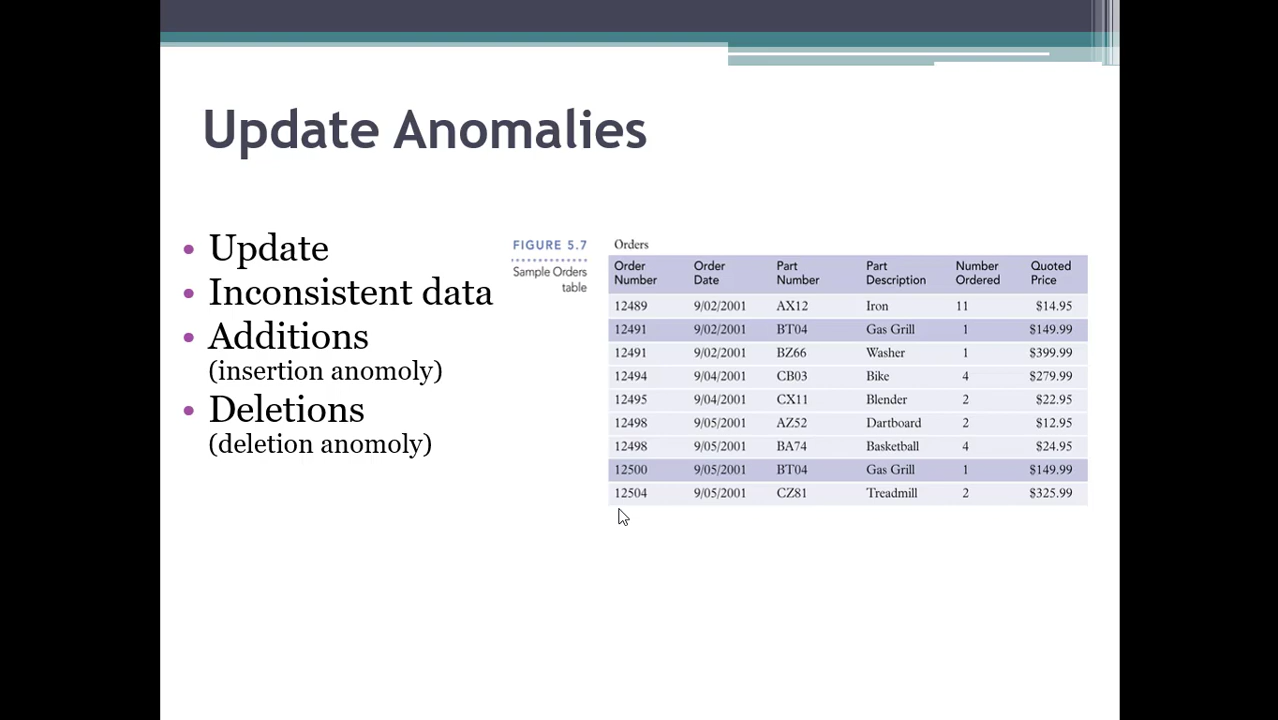 Update Anomalies
• Update
• Inconsistent data
• Additions
(insertion anomoly)
• Deletions
(deletion anomoly)
FIGURE 5.7
Sample Orders
table
Orders
Order Number Order Date Part Number Part Description Number Ordered Quoted Price
12489 9/02/2001 AX12 Iron 11 $14.95
12491 9/02/2001 BT04 Gas Grill 1 $149.99
12491 9/02/2001 BZ66 Washer 1 $399.99
12494 9/04/2001 CB03 Bike 4 $279.99
12495 9/04/2001 CX11 Blender 2 $22.95
12498 9/05/2001 AZ52 Dartboard 2 $12.95
12498 9/05/2001 BA74 Basketball 4 $24.95
12500 9/05/2001 BT04 Gas Grill 1 $149.99
12504 9/05/2001 CZ81 Treadmill 2 $325.99